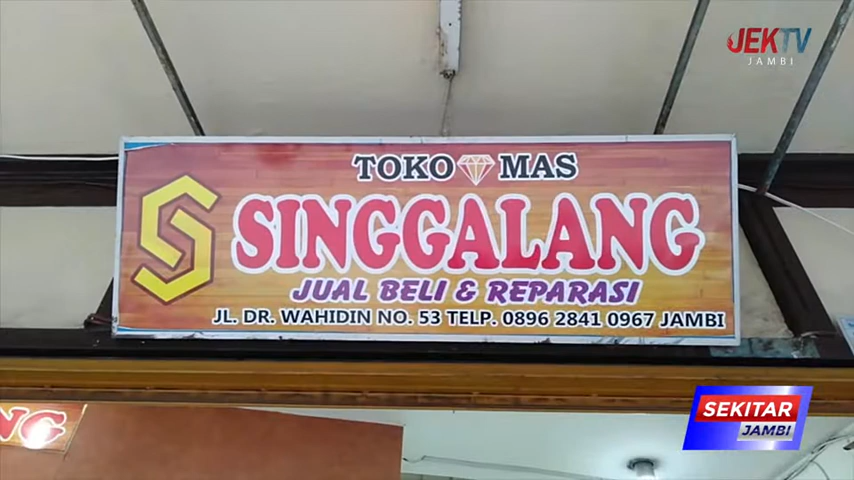 JEKTV
JAMBI
TOKO MAS
SINGGALANG
JUAL BELI & REPARASI
JL. DR. WAHIDIN NO. 53 TELP. 0896 2841 0967 JAMBI
SEKITAR
JAMBI